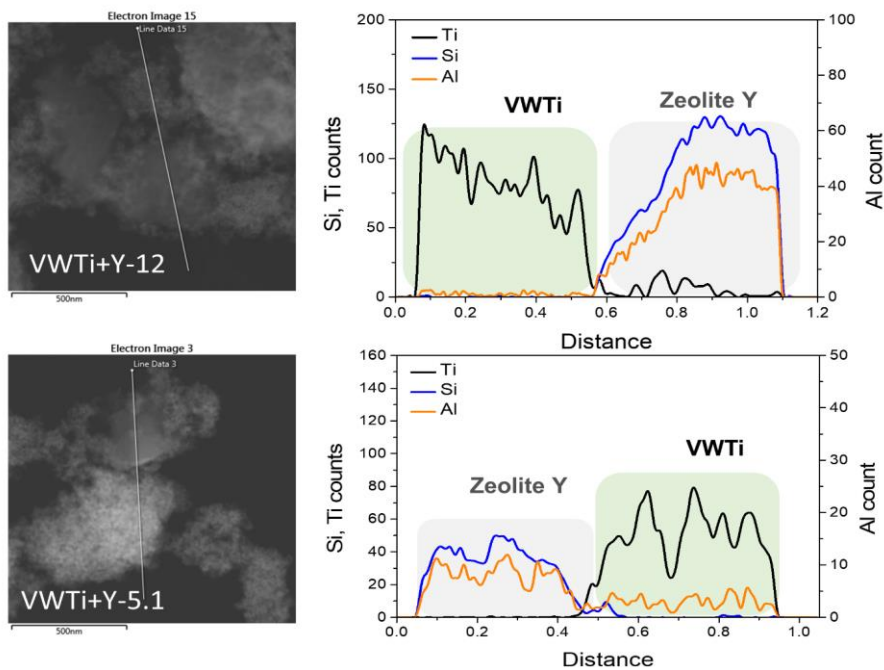 Electron Image 15
Line Data 15
VWTi+Y-12
500nm
200
150
100
50
0
Si, Ti counts
Ti
Si
Al
VWTi
Zeolite Y
100
80
60
40
20
0
Al count
0.0 0.2 0.4 0.6 0.8 1.0 1.2
Distance
Electron Image 3
Line Data 3
VWTi+Y-5.1
500nm
160
140
120
100
80
60
40
20
0
Si, Ti counts
Ti
Si
Al
Zeolite Y
VWTi
50
40
30
20
10
0
Al count
0.0 0.2 0.4 0.6 0.8 1.0
Distance